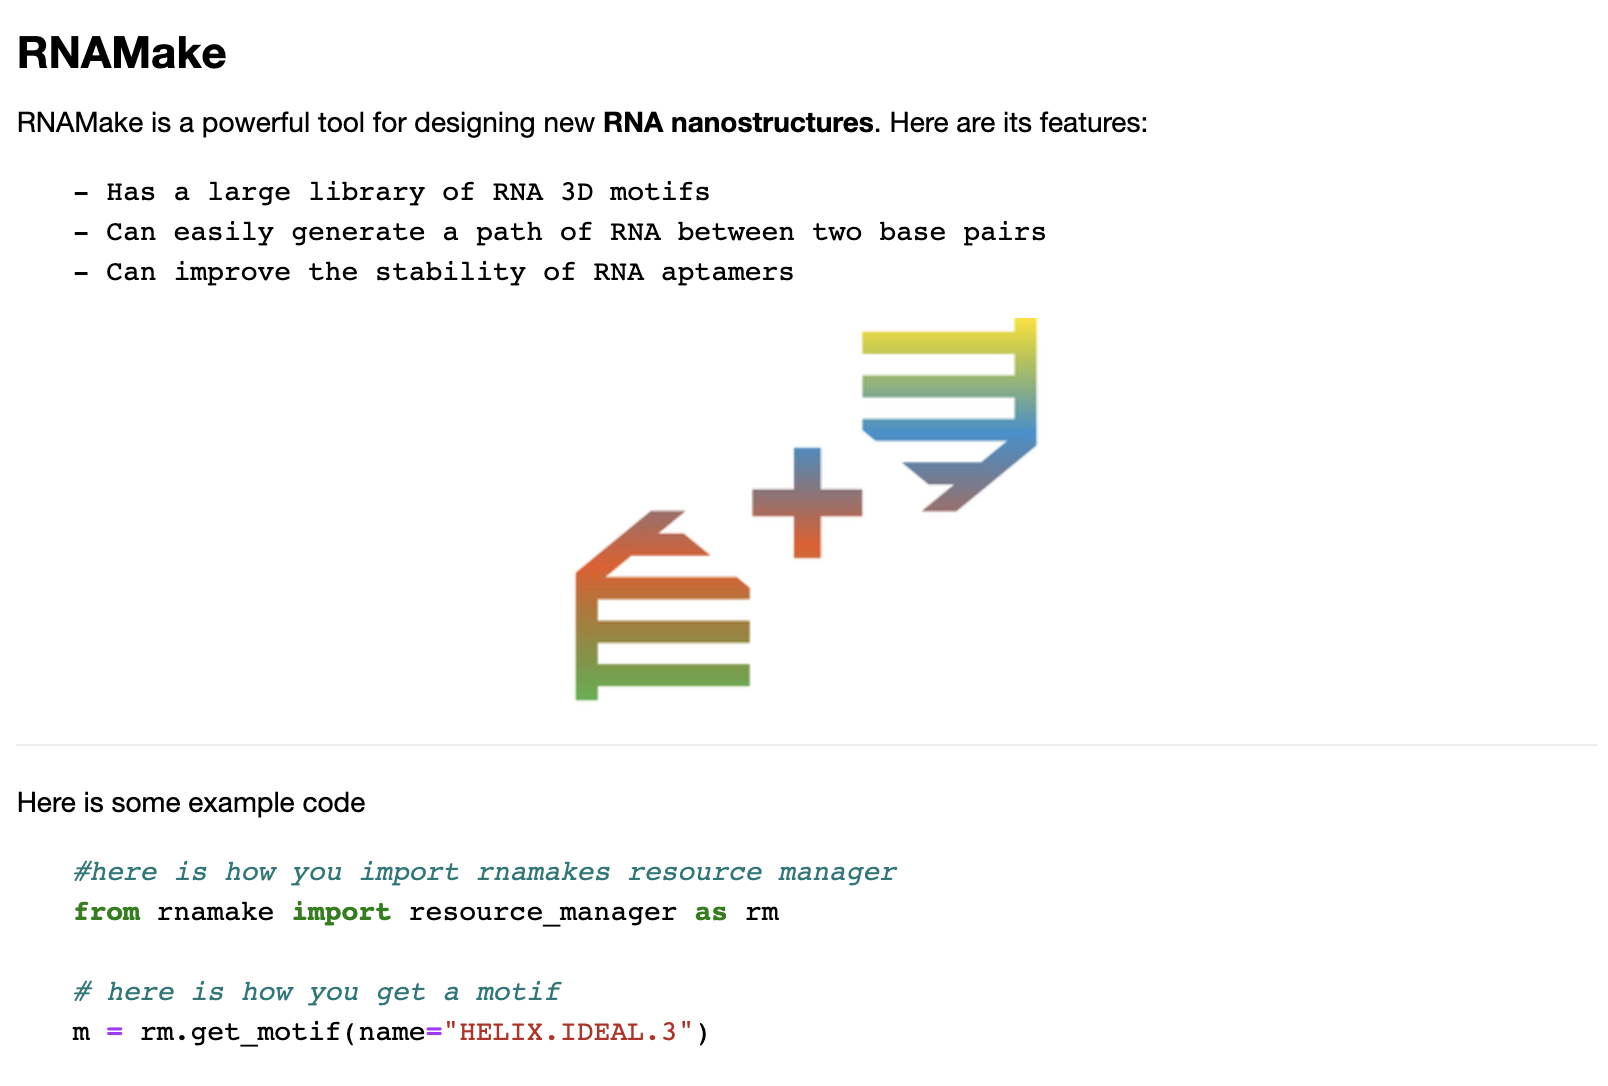 RNAMake
RNAMake is a powerful tool for designing new RNA nanostructures. Here are its features:
- Has a large library of RNA 3D motifs
- Can easily generate a path of RNA between two base pairs
- Can improve the stability of RNA aptamers
Here is some example code
#here is how you import rnamakes resource manager
from rnamake import resource_manager as rm
# here is how you get a motif
m = rm.get_motif(name="HELIX.IDEAL.3")